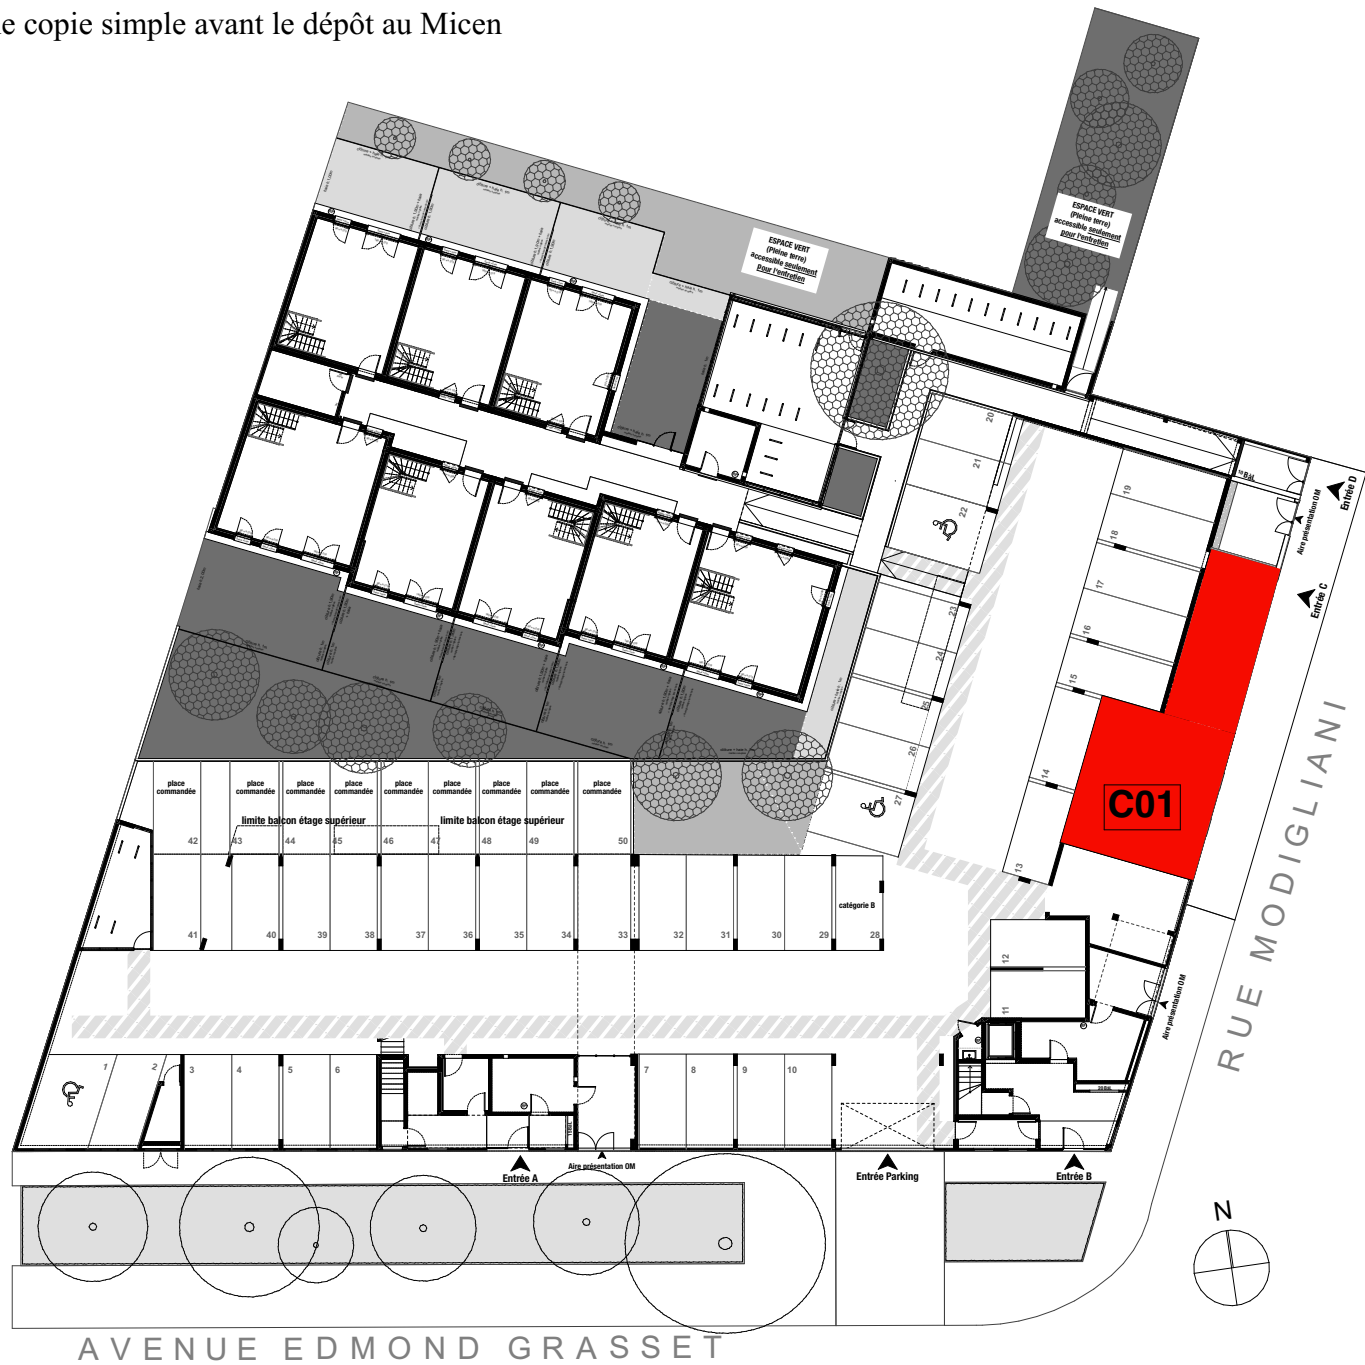 e copie simple avant le dépôt au Micen
ESPACE VERT
(Pleine terre)
accessible seulement
pour l'entretien
ESPACE VERT
(Pleine terre)
accessible seulement
pour l'entretien
20
21
22
19
18
17
16
15
14
13
23
24
25
26
27
Aire présentation OM
Entrée D
Entrée C
C01
RUE MODIGLIANI
place
commandée
place
commandée
place
commandée
place
commandée
place
commandée
place
commandée
place
commandée
place
commandée
place
commandée
limite balcon étage supérieur
limite balcon étage supérieur
42
43
44
45
46
47
48
49
50
catégorie B
41
40
39
38
37
36
35
34
33
32
31
30
29
28
12
11
Aire présentation OM
1
2
3
4
5
6
7
8
9
10
Entrée A
Aire présentation OM
Entrée Parking
Entrée B
N
AVENUE EDMOND GRASSET